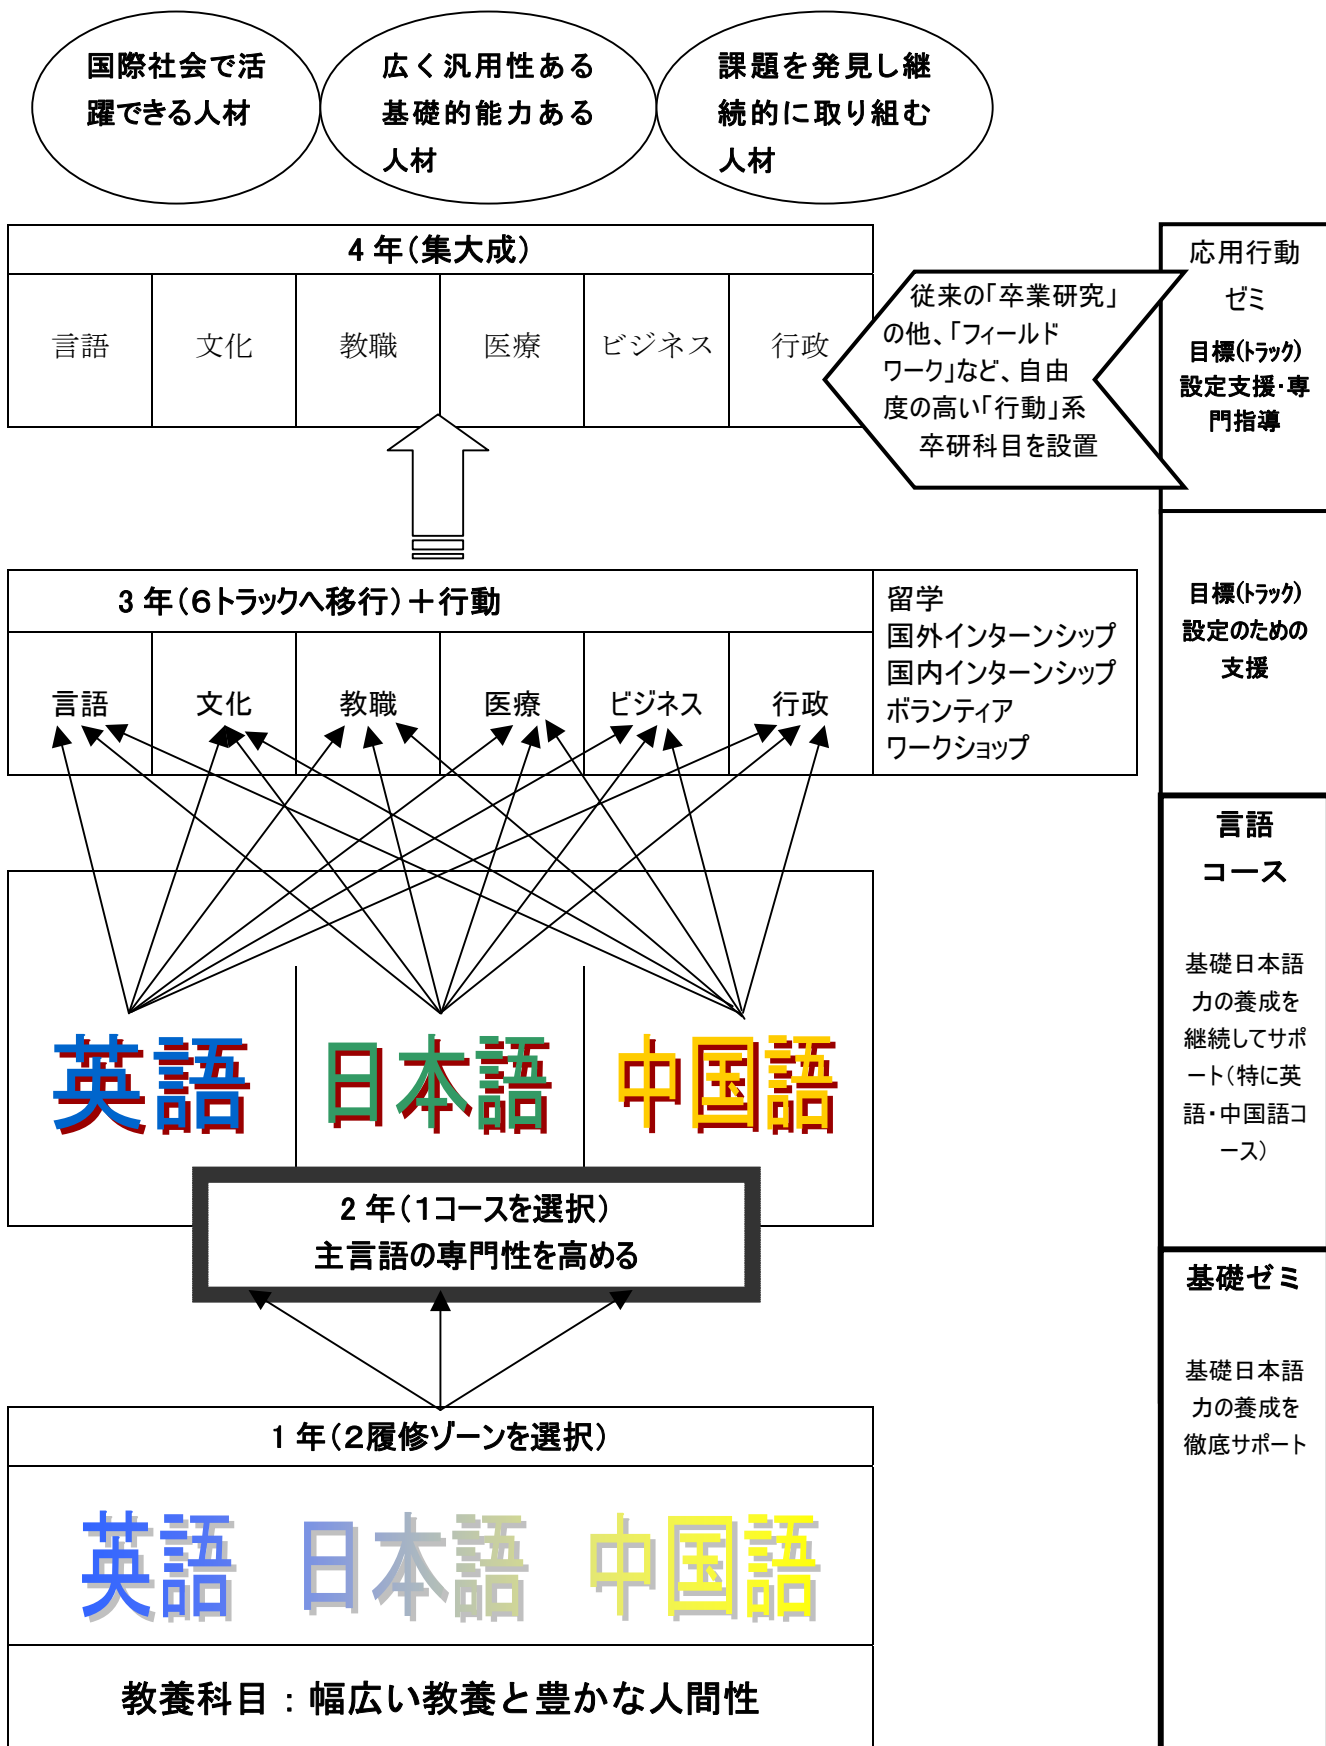 国際社会で活
躍できる人材
広く汎用性ある
基礎的能力ある
人材
課題を発見し継
続的に取り組む
人材
4年(集大成)
言語
文化
教職
医療
ビジネス
行政
従来の「卒業研究」
の他、「フィールド
ワーク」など、自由
度の高い「行動」系
卒研科目を設置
応用行動
ゼミ
目標(トラック)
設定支援・専
門指導
3年(6トラックへ移行)+行動
言語
文化
教職
医療
ビジネス
行政
留学
国外インターンシップ
国内インターンシップ
ボランティア
ワークショップ
目標(トラック)
設定のための
支援
英語
日本語
中国語
2年(1コースを選択)
主言語の専門性を高める
言語
コース
基礎日本語
力の養成を
継続してサポ
ート(特に英
語・中国語コ
ース)
1年(2履修ゾーンを選択)
英語 日本語 中国語
教養科目:幅広い教養と豊かな人間性
基礎ゼミ
基礎日本語
力の養成を
徹底サポート